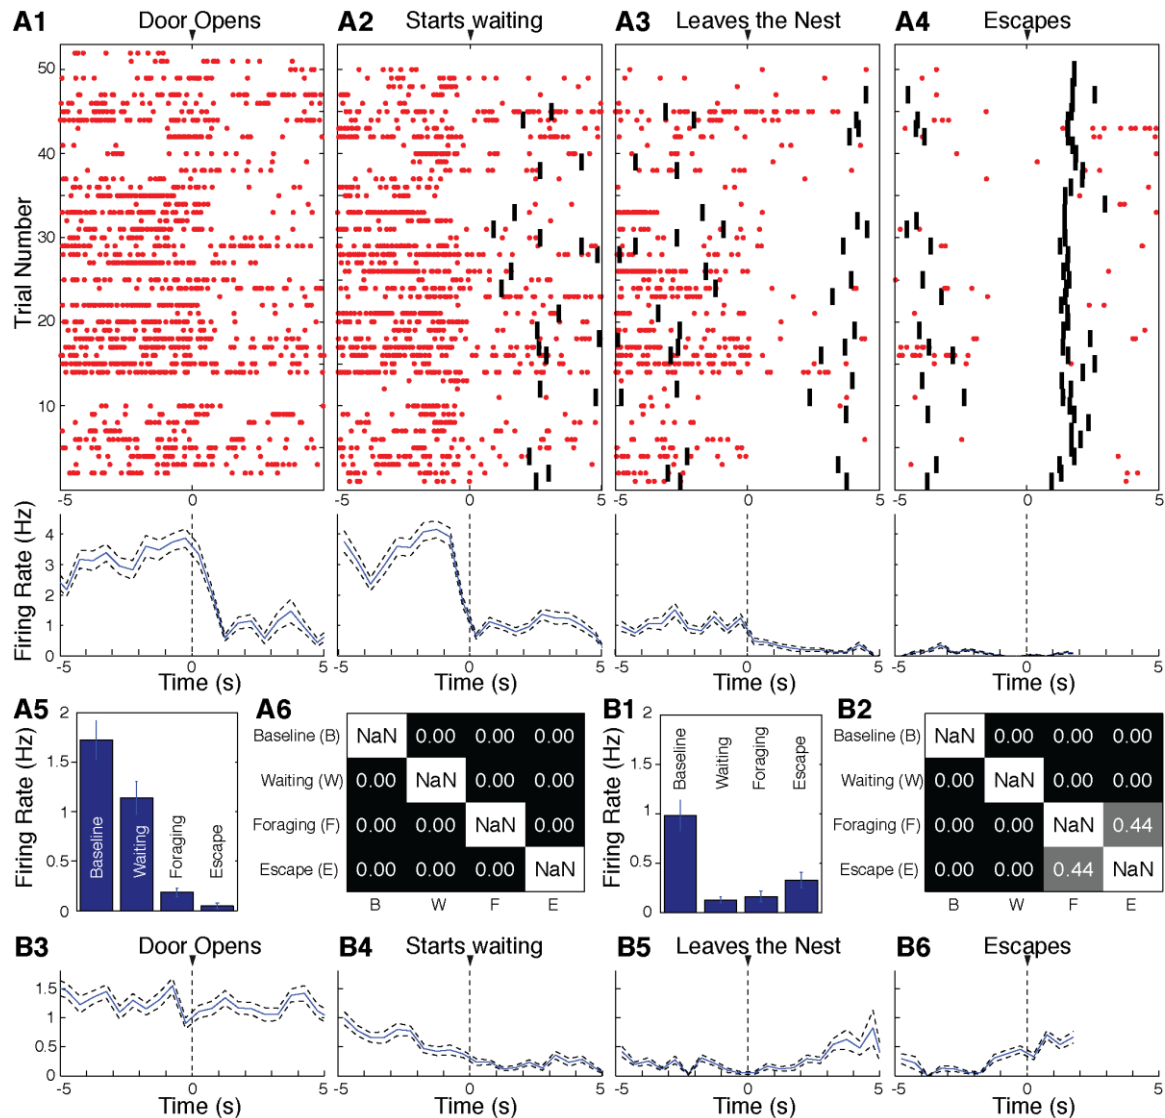 A1 Door Opens A2 Starts waiting A3 Leaves the Nest A4 Escapes
50
40
30
20
10
Trial Number
-5 0 5 -5 0 5 -5 0 5 -5 0 5
4
3
2
1
0
Firing Rate (Hz)
-5 0 5 -5 0 5 -5 0 5 -5 0 5
Time (s) Time (s) Time (s) Time (s)
A5
2
1.5
1
0.5
0
Firing Rate (Hz)
Baseline
Waiting
Foraging
Escape
A6
Baseline (B) NaN 0.00 0.00 0.00
Waiting (W) 0.00 NaN 0.00 0.00
Foraging (F) 0.00 0.00 NaN 0.00
Escape (E) 0.00 0.00 0.00 NaN
B W F E
B1
2
1.5
1
0.5
0
Firing Rate (Hz)
Baseline
Waiting
Foraging
Escape
B2
Baseline (B) NaN 0.00 0.00 0.00
Waiting (W) 0.00 NaN 0.00 0.00
Foraging (F) 0.00 0.00 NaN 0.44
Escape (E) 0.00 0.00 0.44 NaN
B W F E
B3 Door Opens B4 Starts waiting B5 Leaves the Nest B6 Escapes
1.5
1
0.5
0
Firing Rate (Hz)
-5 0 5 -5 0 5 -5 0 5 -5 0 5
Time (s) Time (s) Time (s) Time (s)